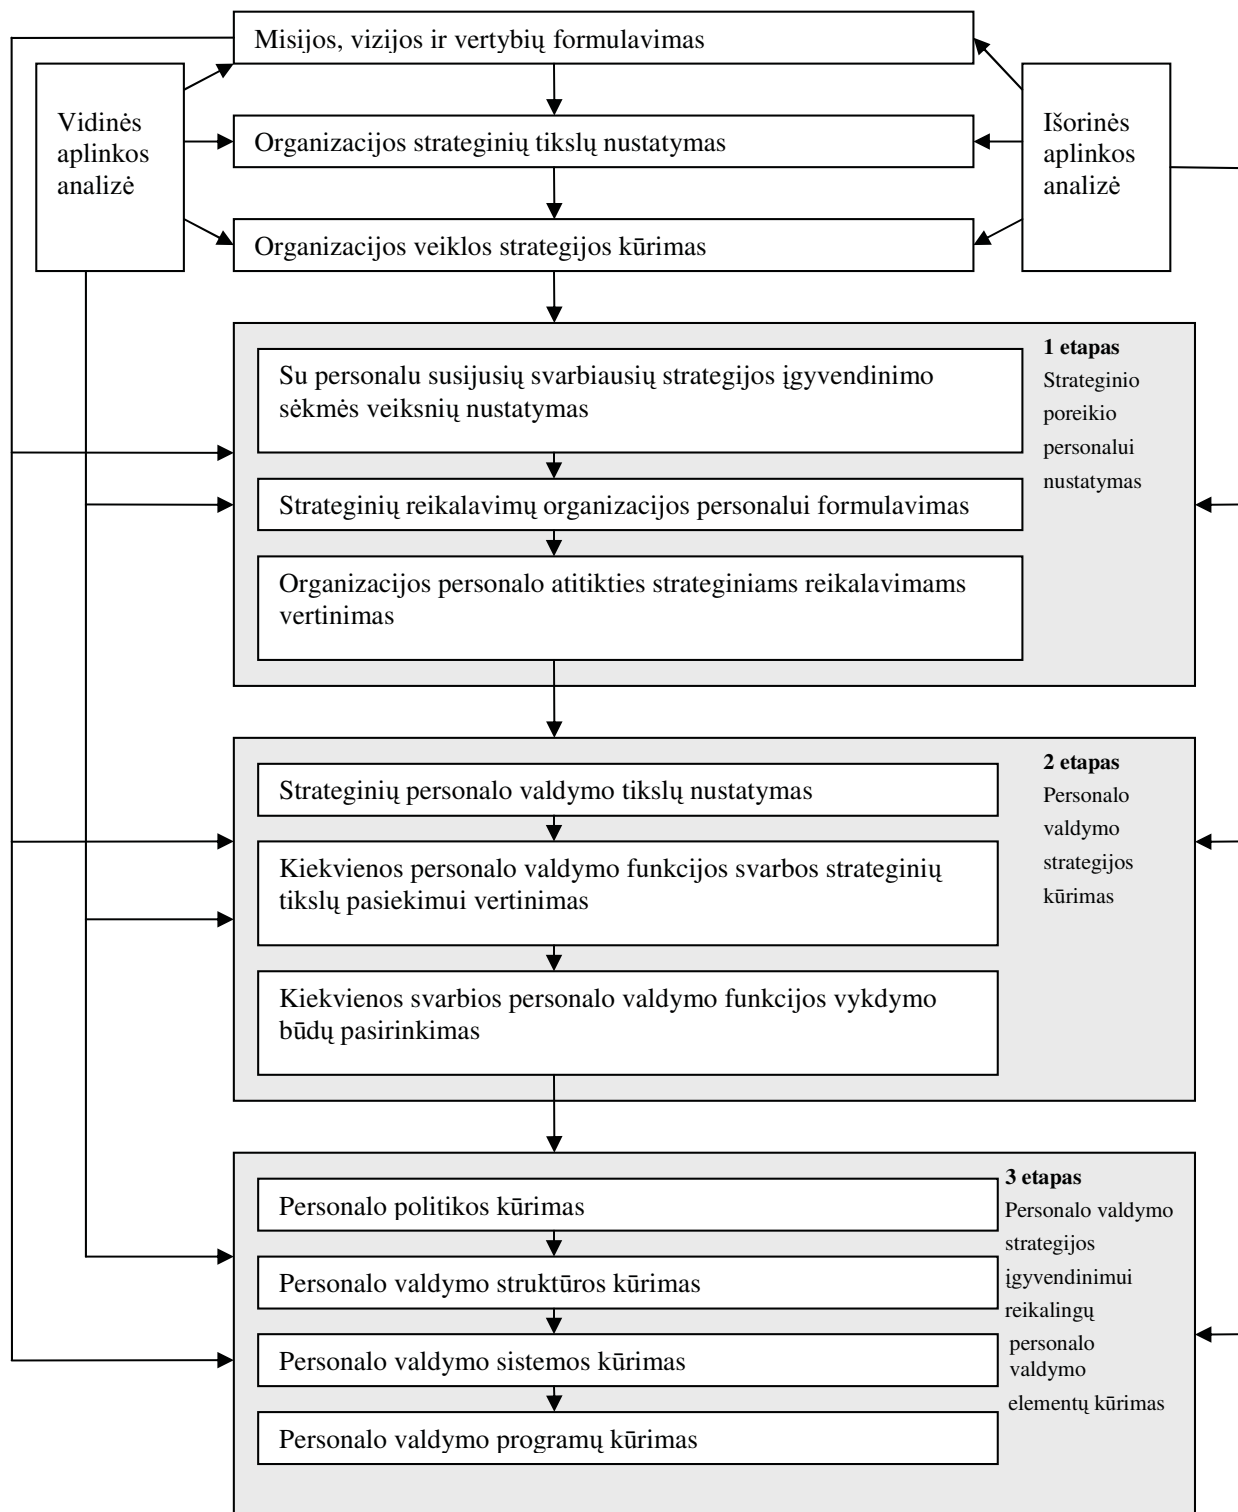 Misijos, vizijos ir vertybių formulavimas
Vidinės
aplinkos
analizė
Organizacijos strateginių tikslų nustatymas
Išorinės
aplinkos
analizė
Organizacijos veiklos strategijos kūrimas
1 etapas
Strateginio
poreikio
personalui
nustatymas
Su personalu susijusių svarbiausių strategijos įgyvendinimo
sėkmės veiksnių nustatymas
Strateginių reikalavimų organizacijos personalui formulavimas
Organizacijos personalo atitikties strateginiams reikalavimams
vertinimas
2 etapas
Personalo
valdymo
strategijos
kūrimas
Strateginių personalo valdymo tikslų nustatymas
Kiekvienos personalo valdymo funkcijos svarbos strateginių
tikslų pasiekimui vertinimas
Kiekvienos svarbios personalo valdymo funkcijos vykdymo
būdų pasirinkimas
3 etapas
Personalo valdymo
strategijos
įgyvendinimui
reikalingų
personalo
valdymo
elementų kūrimas
Personalo politikos kūrimas
Personalo valdymo struktūros kūrimas
Personalo valdymo sistemos kūrimas
Personalo valdymo programų kūrimas